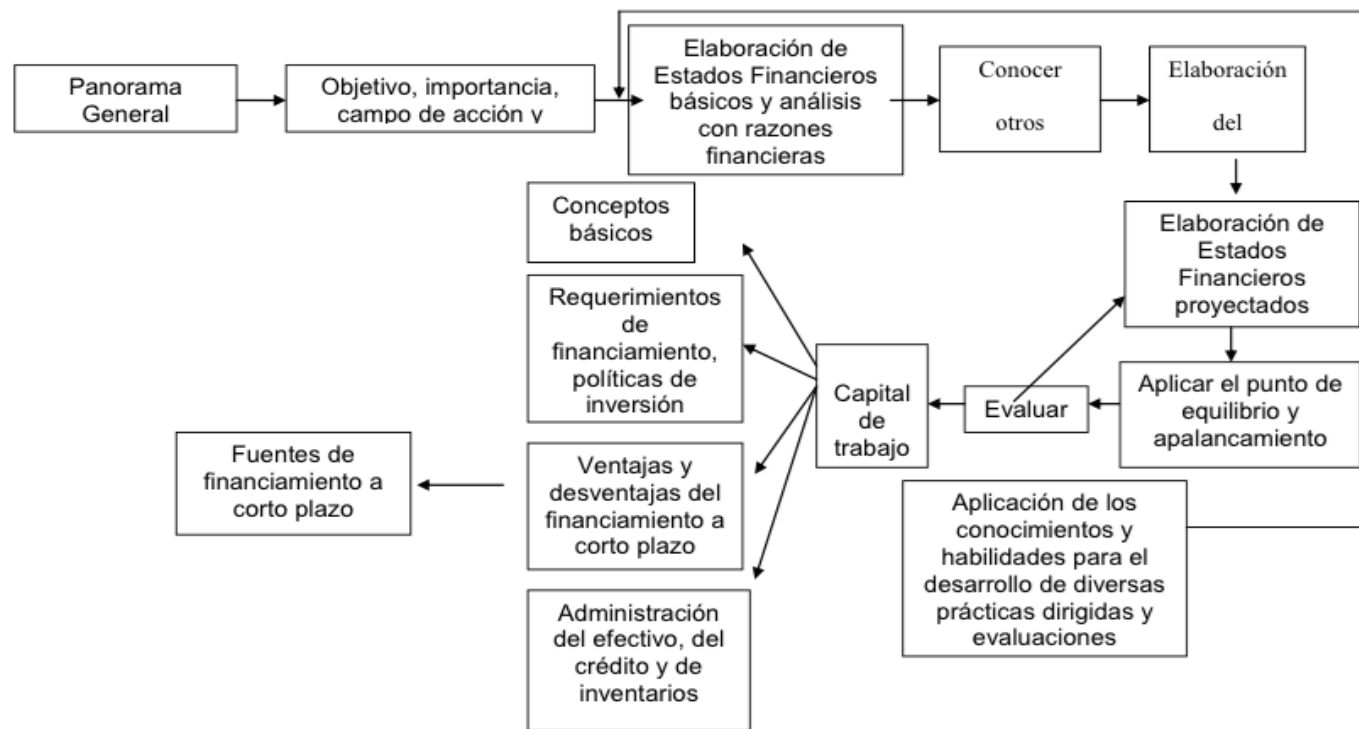 Panorama
General
Objetivo, importancia,
campo de acción y
Elaboración de
Estados Financieros
básicos y análisis
con razones
financieras
Conocer
otros
Elaboración
del
Elaboración de
Estados
Financieros
proyectados
Aplicar el punto de
equilibrio y
apalancamiento
Evaluar
Capital
de
trabajo
Conceptos
básicos
Requerimientos
de
financiamiento,
políticas de
inversión
Ventajas y
desventajas del
financiamiento a
corto plazo
Fuentes de
financiamiento a
corto plazo
Administración
del efectivo, del
crédito y de
inventarios
Aplicación de los
conocimientos y
habilidades para el
desarrollo de diversas
prácticas dirigidas y
evaluaciones